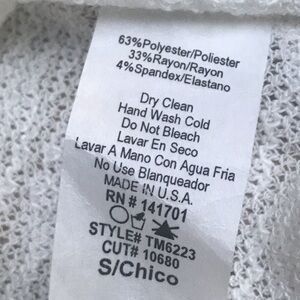 63%Polyester/Poliester
33%Rayon/Rayon
4%Spandex/Elastano
Dry Clean
Hand Wash Cold
Do Not Bleach
Lavar En Seco
Lavar A Mano Con Agua Fria
No Use Blanqueador
MADE IN U.S.A.
RN # 141701
STYLE# TM6223
CUT# 10680
S/Chico